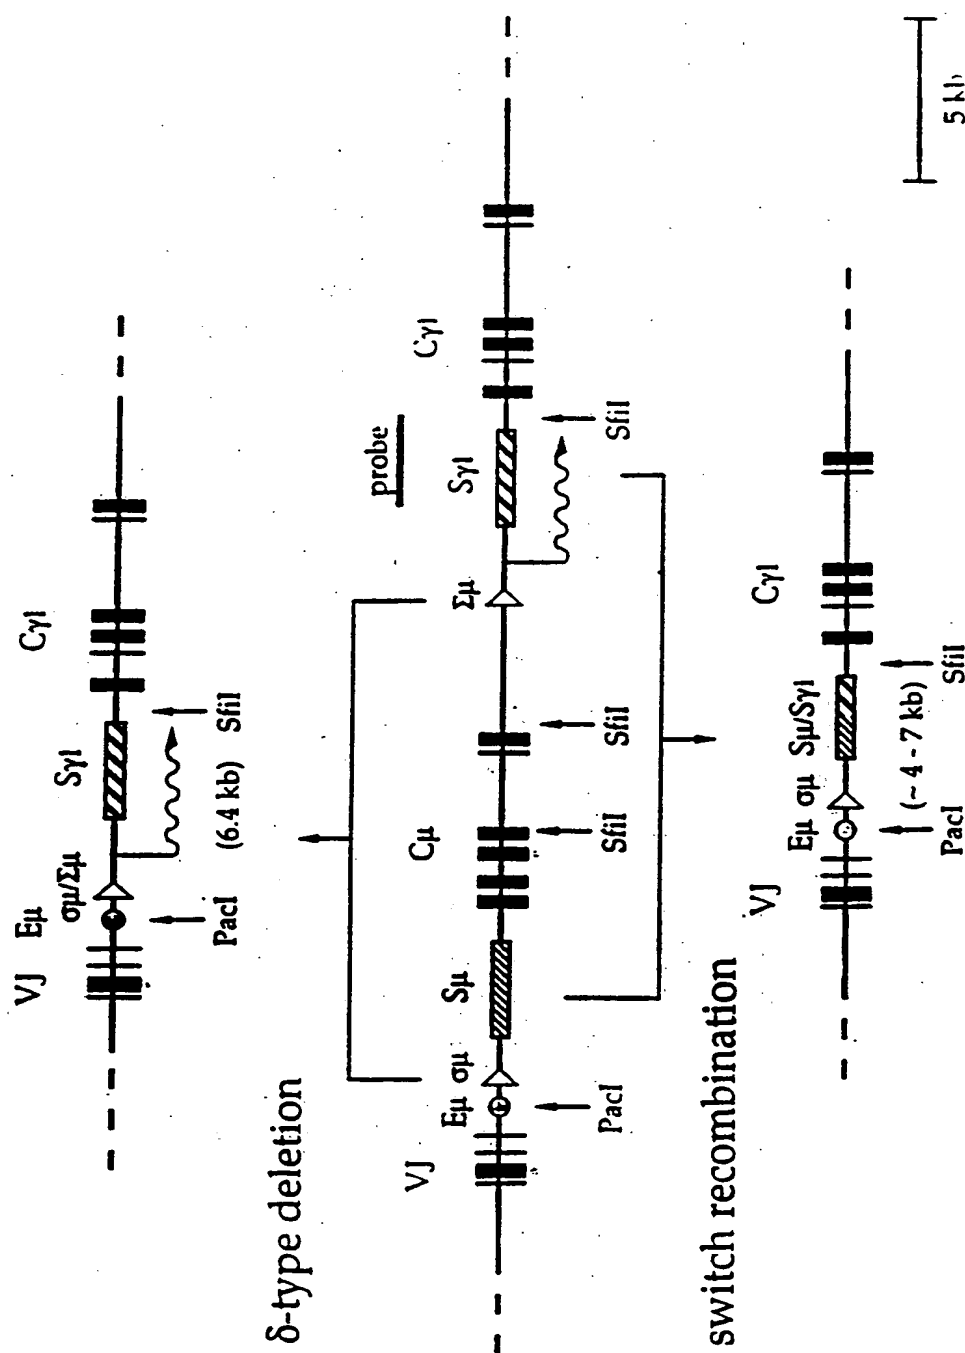 δ-type deletion
VJ
Eμ
σμ/Σμ
Sγ1
Cγ1
PacI
(6.4 kb)
SfiI
VJ
Eμ σμ
Sμ
Cμ
Σμ
Sγ1
probe
Cγ1
PacI
SfiI
SfiI
SfiI
switch recombination
VJ
Eμ σμ Sμ/Sγ1
Cγ1
PacI
(~ 4 - 7 kb)
SfiI
5 kb